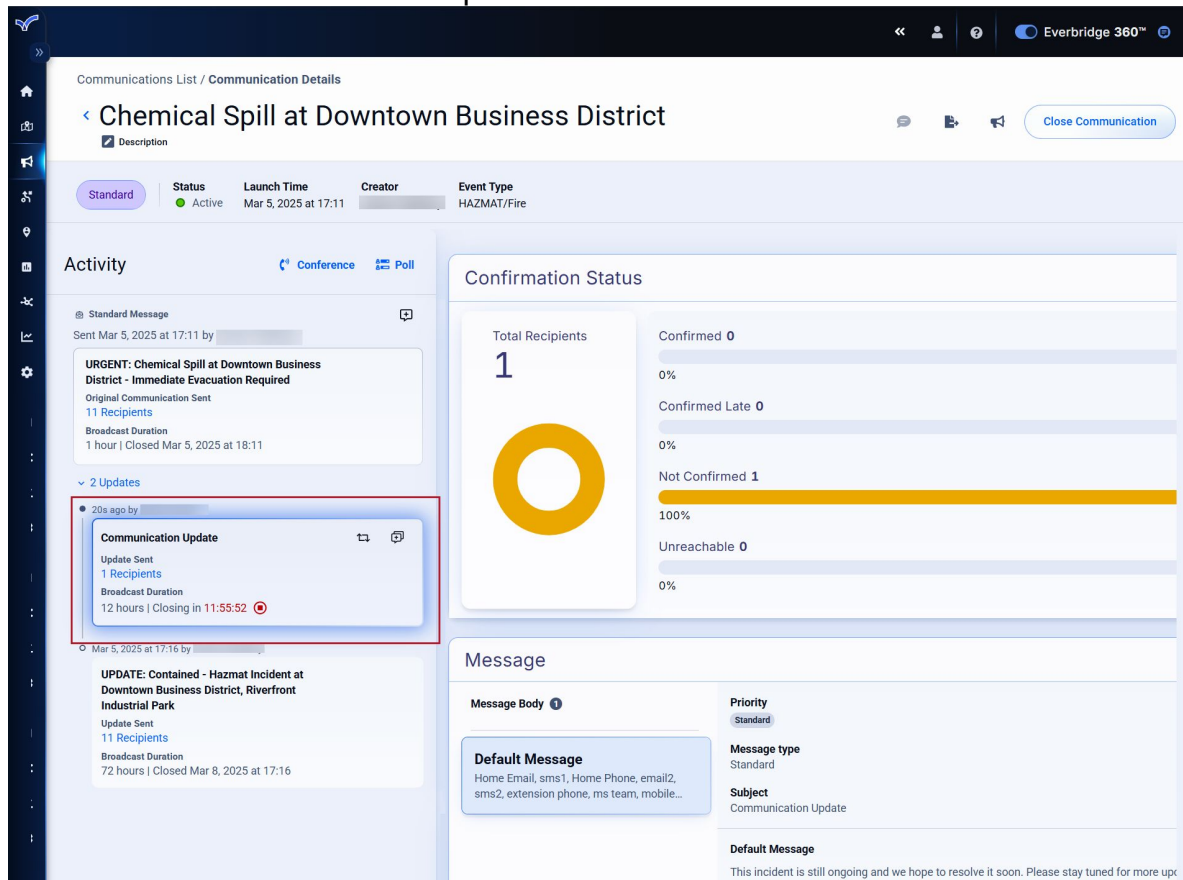 Everbridge 360™
Communications List / Communication Details
Chemical Spill at Downtown Business District
Description
Close Communication
Standard
Status
Active
Launch Time
Mar 5, 2025 at 17:11
Creator
Event Type
HAZMAT/Fire
Activity
Conference
Poll
Standard Message
Sent Mar 5, 2025 at 17:11 by
URGENT: Chemical Spill at Downtown Business
District - Immediate Evacuation Required
Original Communication Sent
11 Recipients
Broadcast Duration
1 hour | Closed Mar 5, 2025 at 18:11
2 Updates
20s ago by
Communication Update
Update Sent
1 Recipients
Broadcast Duration
12 hours | Closing in 11:55:52
Mar 5, 2025 at 17:16 by
UPDATE: Contained - Hazmat Incident at
Downtown Business District, Riverfront
Industrial Park
Update Sent
11 Recipients
Broadcast Duration
72 hours | Closed Mar 8, 2025 at 17:16
Confirmation Status
Total Recipients
1
Confirmed 0
0%
Confirmed Late 0
0%
Not Confirmed 1
100%
Unreachable 0
0%
Message
Message Body 1
Default Message
Home Email, sms1, Home Phone, email2,
sms2, extension phone, ms team, mobile...
Priority
Standard
Message type
Standard
Subject
Communication Update
Default Message
This incident is still ongoing and we hope to resolve it soon. Please stay tuned for more